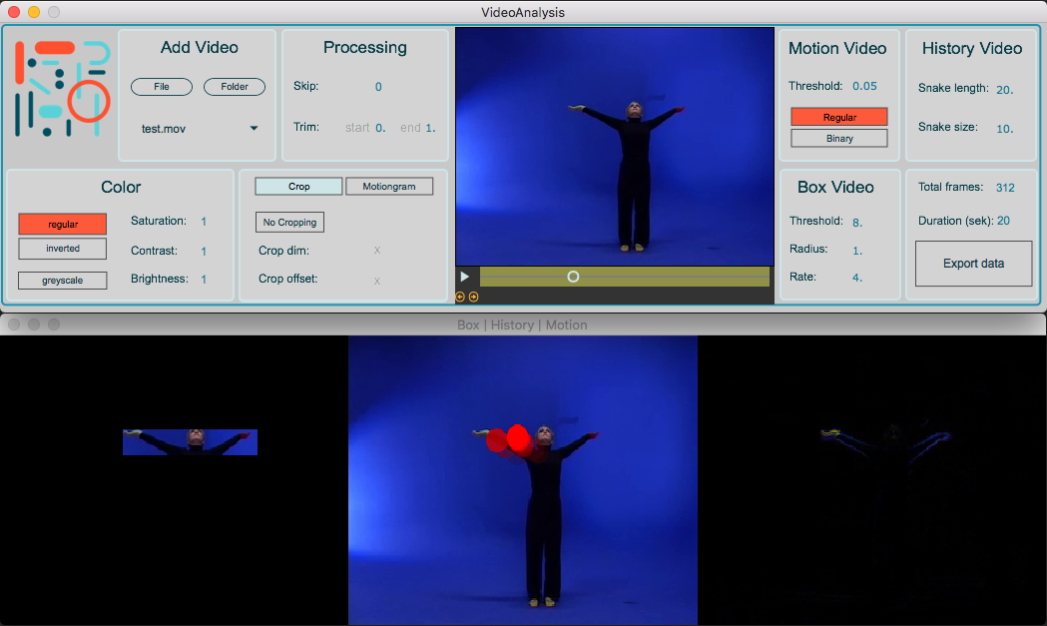 VideoAnalysis
Add Video
File
Folder
test.mov
Processing
Skip: 0
Trim: start 0. end 1.
Motion Video
Threshold: 0.05
Regular
Binary
History Video
Snake length: 20.
Snake size: 10.
Color
regular
inverted
greyscale
Saturation: 1
Contrast: 1
Brightness: 1
Crop
Motiongram
No Cropping
Crop dim: x
Crop offset: x
Box Video
Threshold: 8.
Radius: 1.
Rate: 4.
Total frames: 312
Duration (sek): 20
Export data
Box | History | Motion